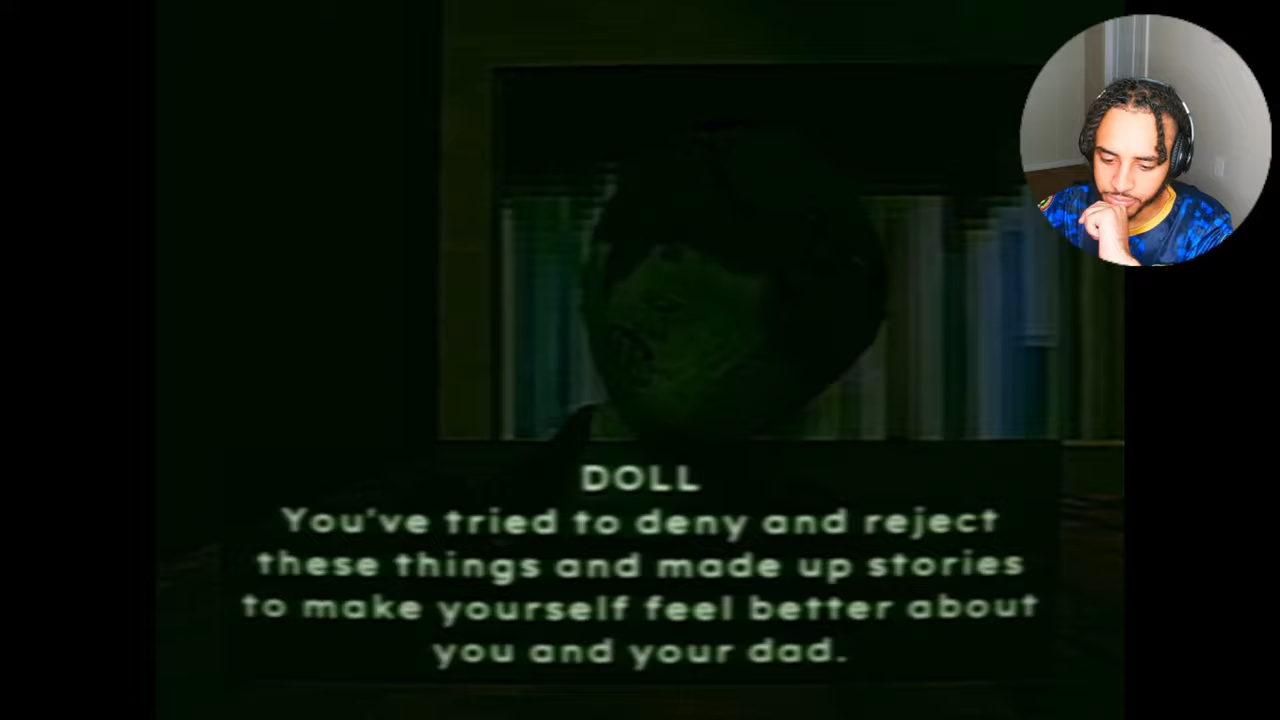 DOLL
You've tried to deny and reject
these things and made up stories
to make yourself feel better about
you and your dad.